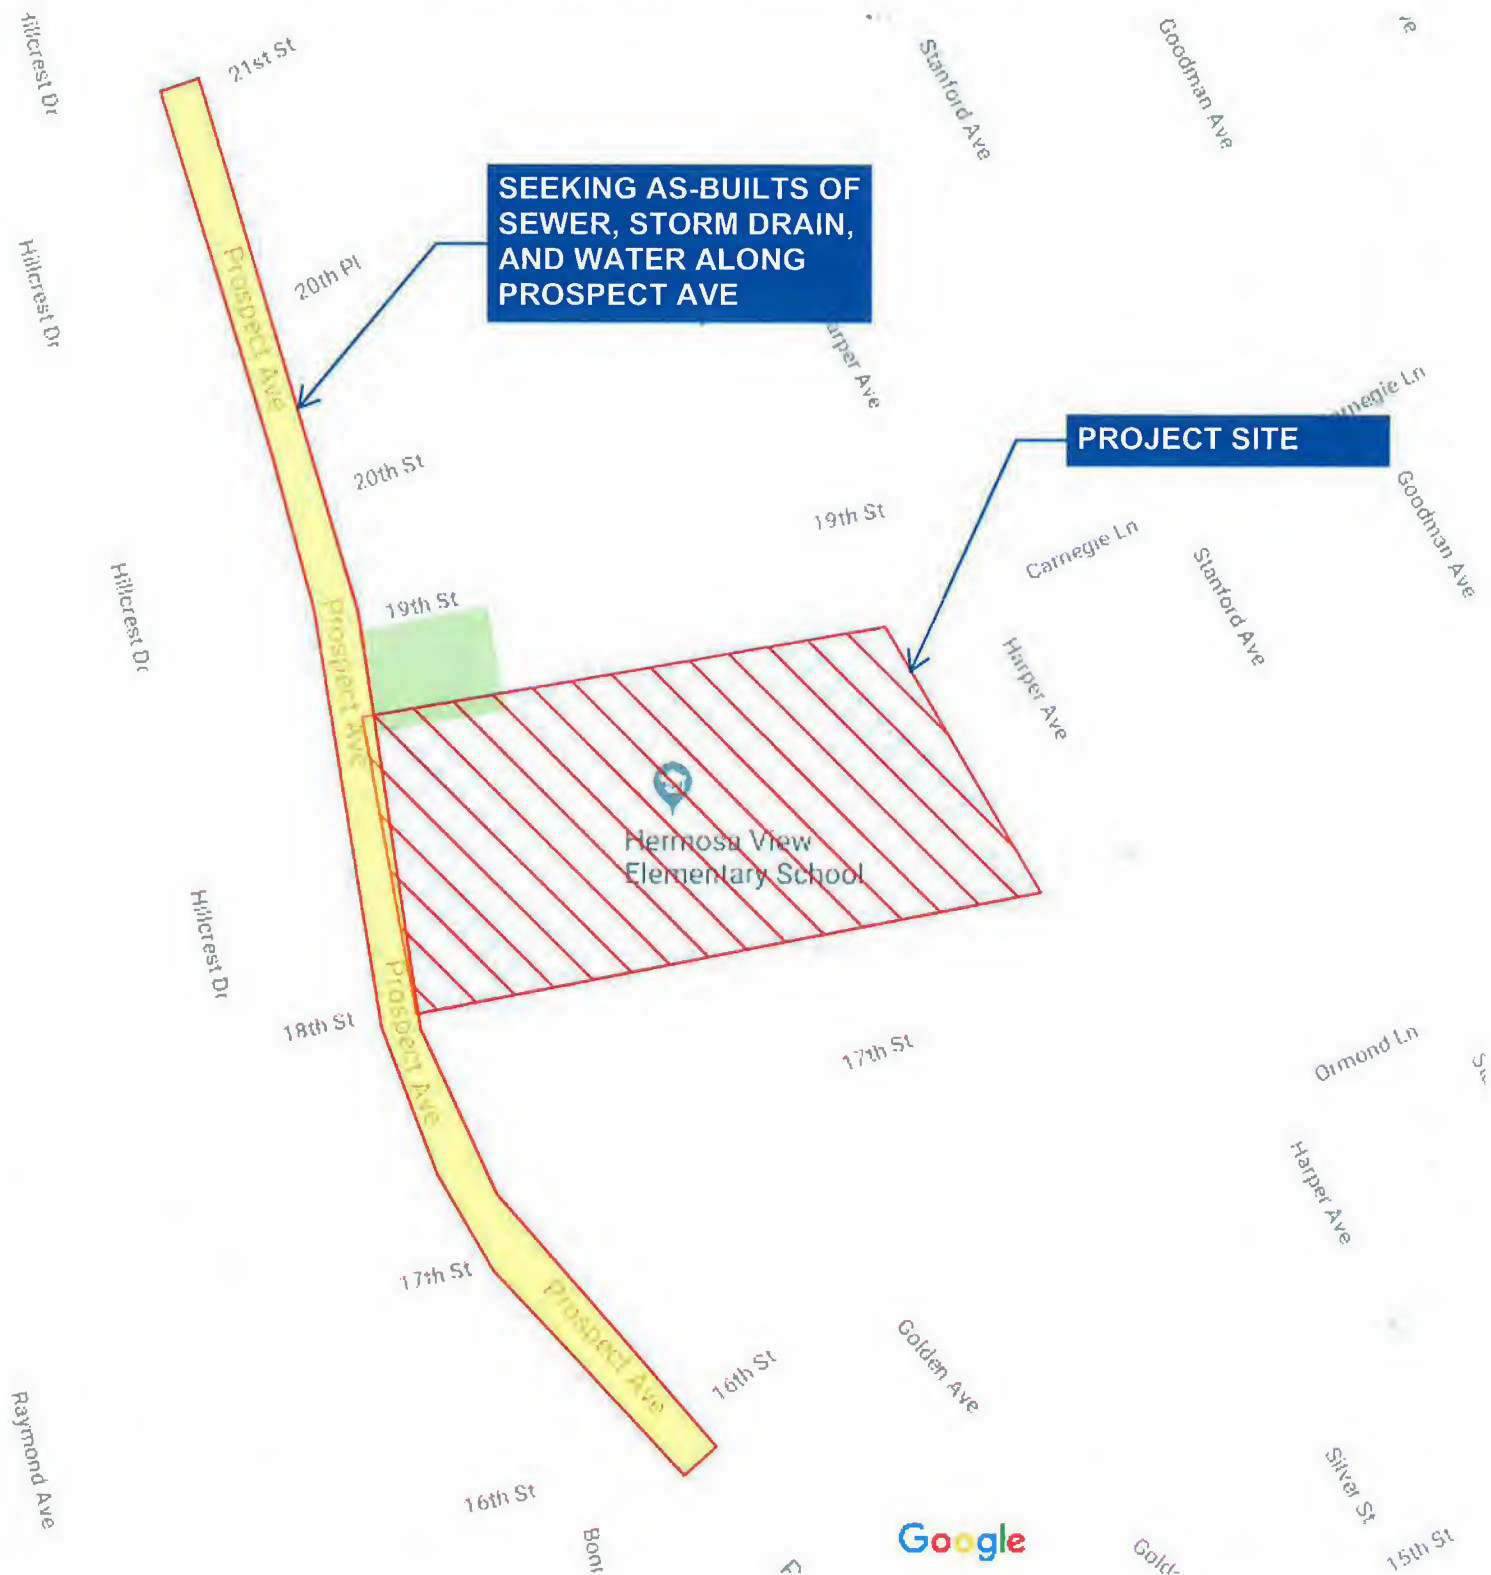 Hillcrest Dr
21st St
Stanford Ave
Goodman Ave
SEEKING AS-BUILTS OF
SEWER, STORM DRAIN,
AND WATER ALONG
PROSPECT AVE
Hillcrest Dr
Prospect Ave
20th Pl
arper Ave
rnegie Ln
PROJECT SITE
20th St
19th St
Carnegie Ln
Goodman Ave
Stanford Ave
Hillcrest Dr
19th St
Prospect Ave
Harper Ave
Hermosa View
Elementary School
Hillcrest Dr
Prospect Ave
18th St
17th St
Ormond Ln
Harper Ave
17th St
Prospect Ave
16th St
Golden Ave
Raymond Ave
16th St
Silver St
Google
15th St